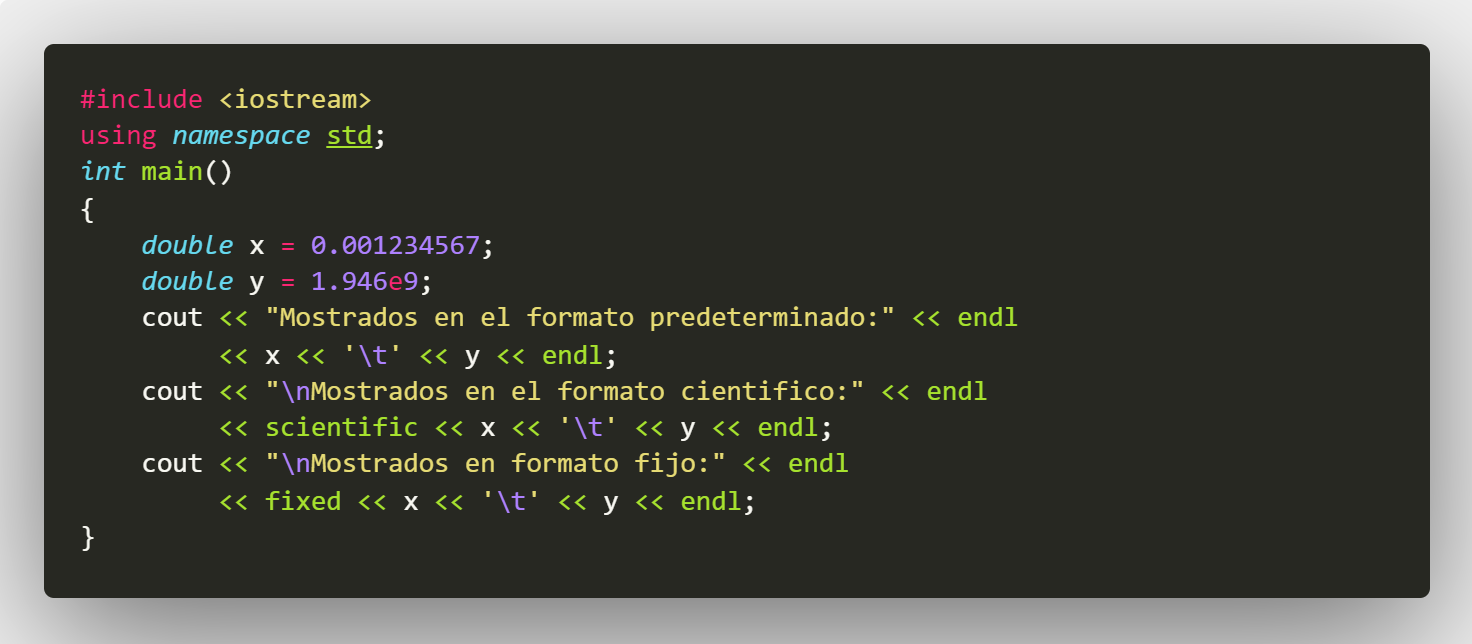 #include <iostream>
using namespace std;
int main()
{
    double x = 0.001234567;
    double y = 1.946e9;
    cout << "Mostrados en el formato predeterminado:" << endl
         << x << '\t' << y << endl;
    cout << "\nMostrados en el formato cientifico:" << endl
         << scientific << x << '\t' << y << endl;
    cout << "\nMostrados en formato fijo:" << endl
         << fixed << x << '\t' << y << endl;
}